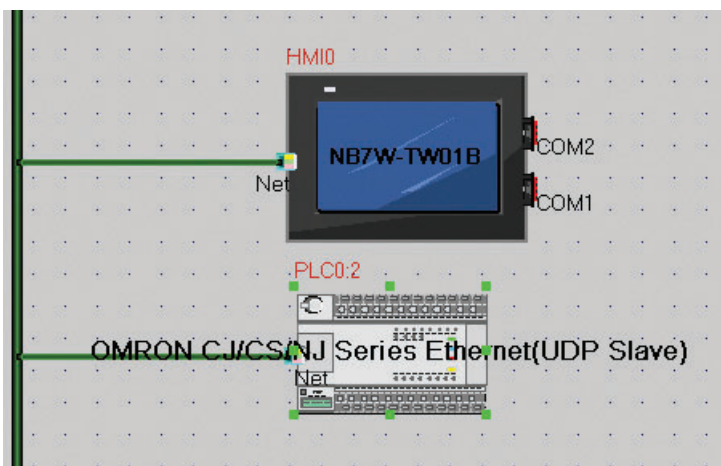 HMI0
NB7W-TW01B
COM2
Net
COM1
PLC0:2
OMRON CJ/CS/NJ Series Ethernet(UDP Slave)
Net